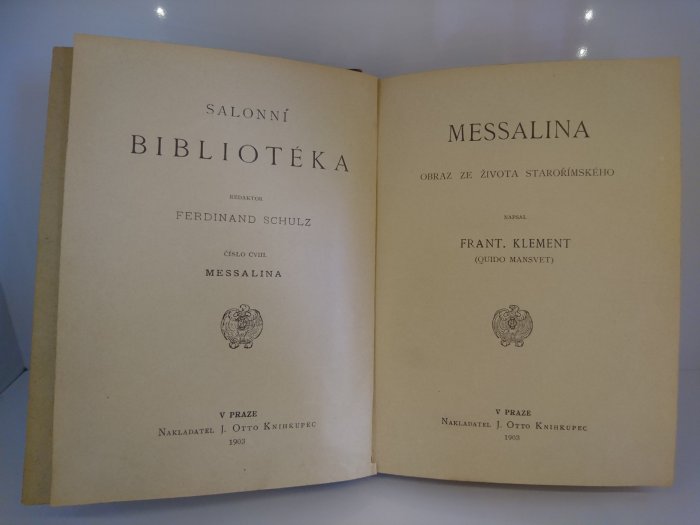 SALONNÍ
BIBLIOTÉKA
REDAKTOR
FERDINAND SCHULZ
ČÍSLO CVIII.
MESSALINA
V PRAZE
NAKLADATEL J. OTTO KNIHKUPEC
1903
MESSALINA
OBRAZ ZE ŽIVOTA STAROŘÍMSKÉHO
NAPSAL
FRANT. KLEMENT
(QUIDO MANSVET)
V PRAZE
NAKLADATEL J. OTTO KNIHKUPEC
1903